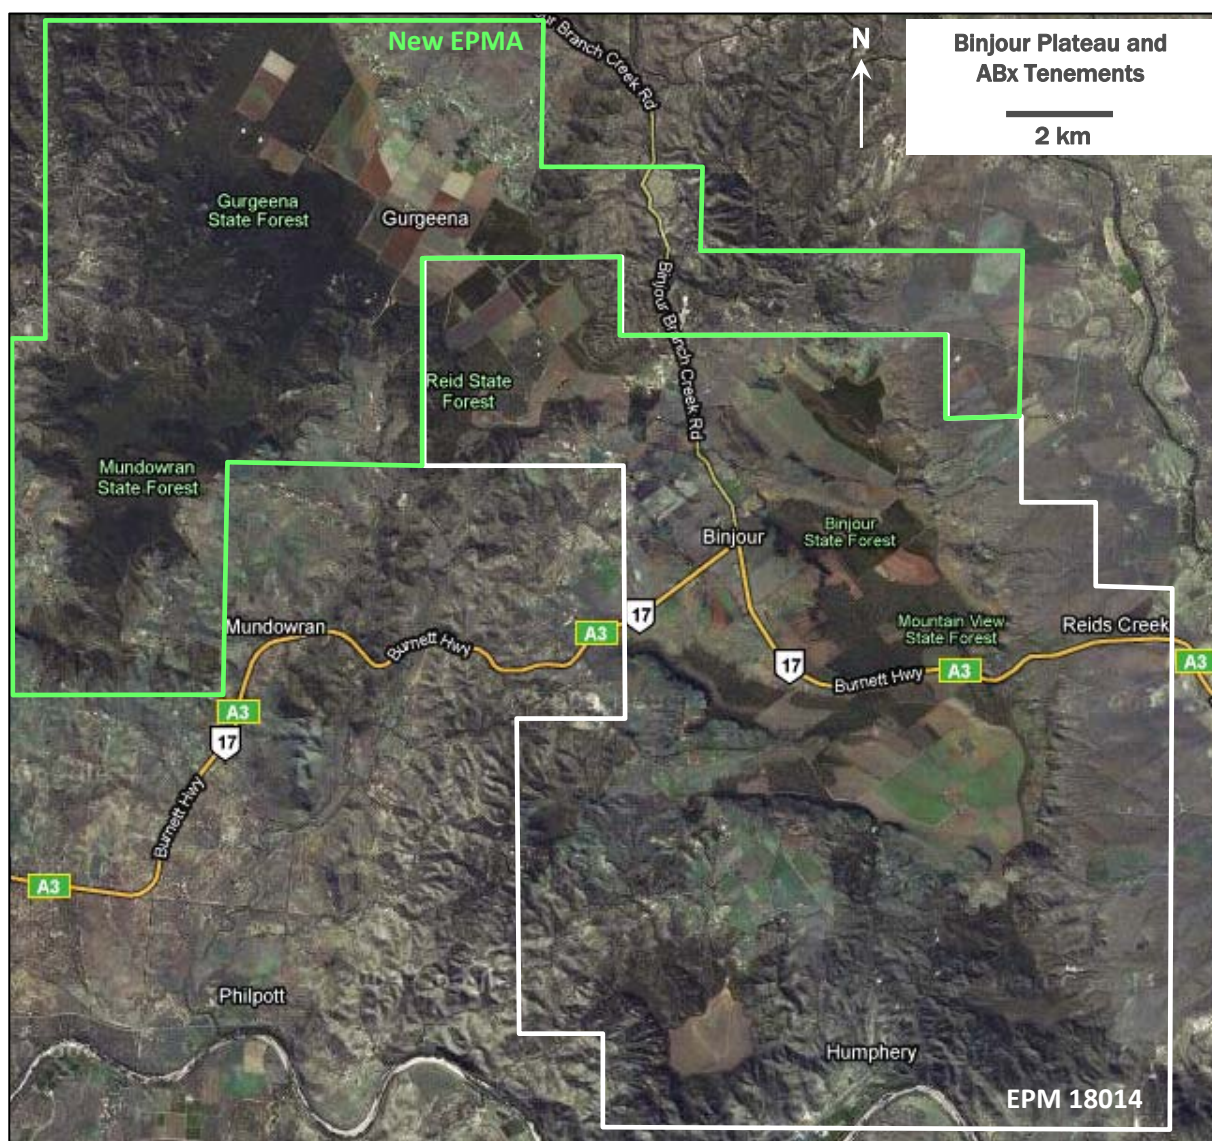 New EPMA
ur Branch Creek Rd
N
Binjour Plateau and
ABx Tenements
2 km
Gurgeena
State Forest
Gurgeena
Binjour Branch Creek Rd
Reid State
Forest
Mundowran
State Forest
Binjour
Binjour
State Forest
17
A3
Mundowran
Burnett Hwy
Mountain View
State Forest
Reids Creek
17
A3
A3
Burnett Hwy
A3
17
Burnett Hwy
A3
Philpott
Humphery
EPM 18014